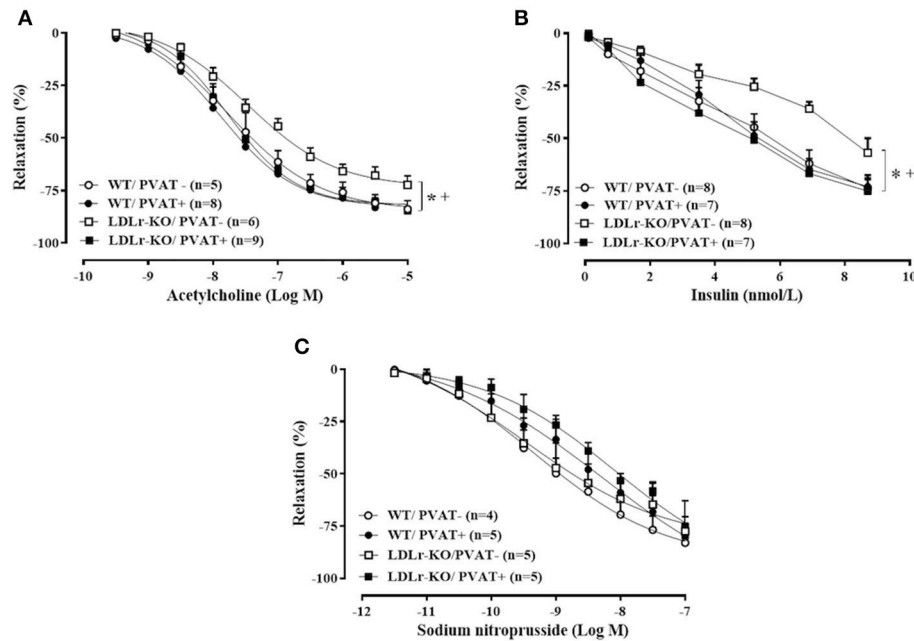 A
0
-25
-50
-75
-100
Relaxation (%)
WT/ PVAT - (n=5)
WT/ PVAT+ (n=8)
LDLr-KO/ PVAT- (n=6)
LDLr-KO/ PVAT+ (n=9)
* +
-10 -9 -8 -7 -6 -5
Acetylcholine (Log M)
B
0
-25
-50
-75
-100
Relaxation (%)
WT/ PVAT- (n=8)
WT/ PVAT+ (n=7)
LDLr-KO/PVAT- (n=8)
LDLr-KO/PVAT+ (n=7)
* +
0 2 4 6 8 10
Insulin (nmol/L)
C
0
-25
-50
-75
-100
Relaxation (%)
WT/ PVAT- (n=4)
WT/ PVAT+ (n=5)
LDLr-KO/PVAT- (n=5)
LDLr-KO/ PVAT+ (n=5)
-12 -11 -10 -9 -8 -7
Sodium nitroprusside (Log M)